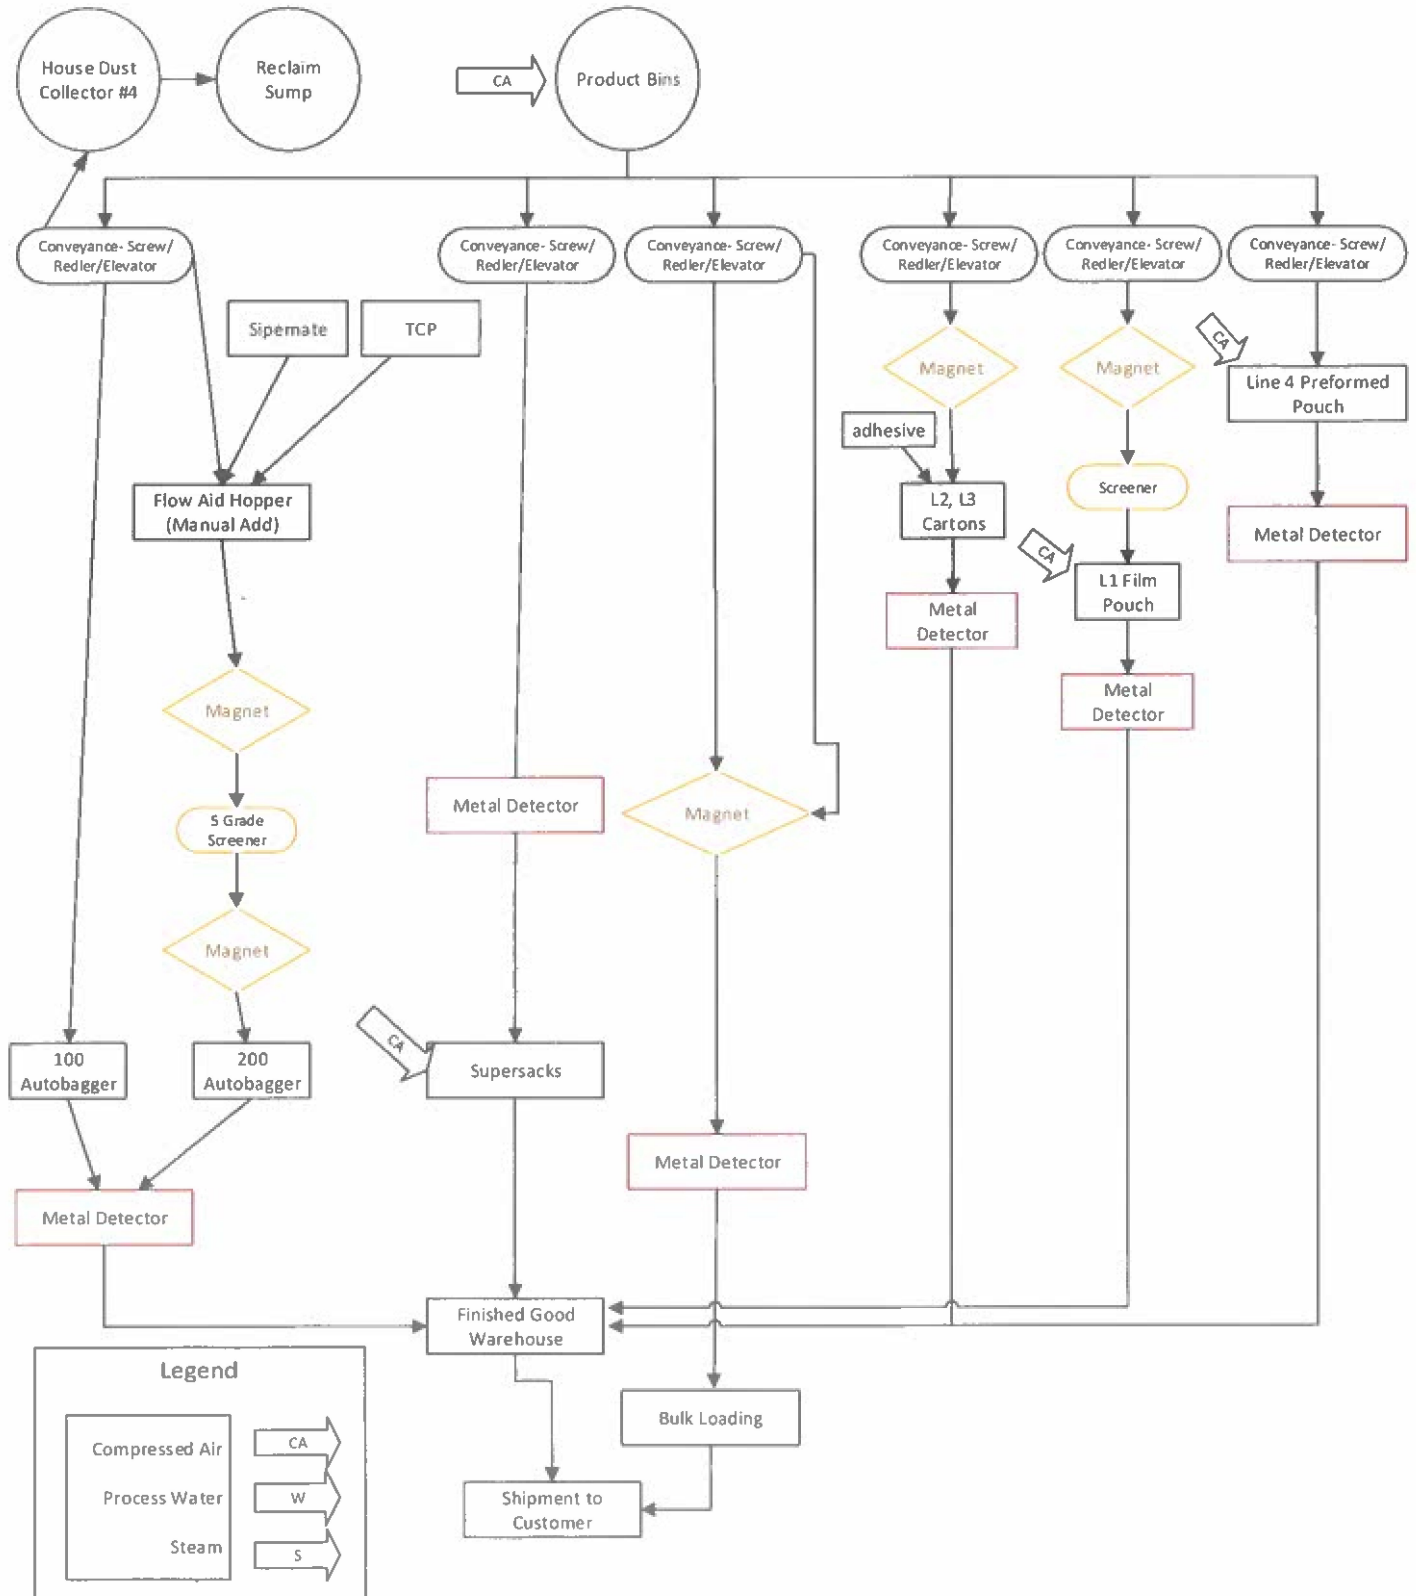 House Dust
Collector #4
Reclaim
Sump
CA
Product Bins
Conveyance- Screw/
Redler/Elevator
Conveyance- Screw/
Redler/Elevator
Conveyance- Screw/
Redler/Elevator
Conveyance- Screw/
Redler/Elevator
Conveyance- Screw/
Redler/Elevator
Conveyance- Screw/
Redler/Elevator
Sipernate
TCP
Magnet
Magnet
CA
Line 4 Preformed
Pouch
adhesive
Flow Aid Hopper
(Manual Add)
L2, L3
Cartons
Screener
Metal Detector
CA
L1 Film
Pouch
Metal
Detector
Magnet
Metal
Detector
Metal Detector
Magnet
S Grade
Screener
Magnet
CA
100
Autobagger
200
Autobagger
Supersacks
Metal Detector
Metal Detector
Finished Good
Warehouse
Bulk Loading
Shipment to
Customer
Legend
Compressed Air
CA
Process Water
W
Steam
S